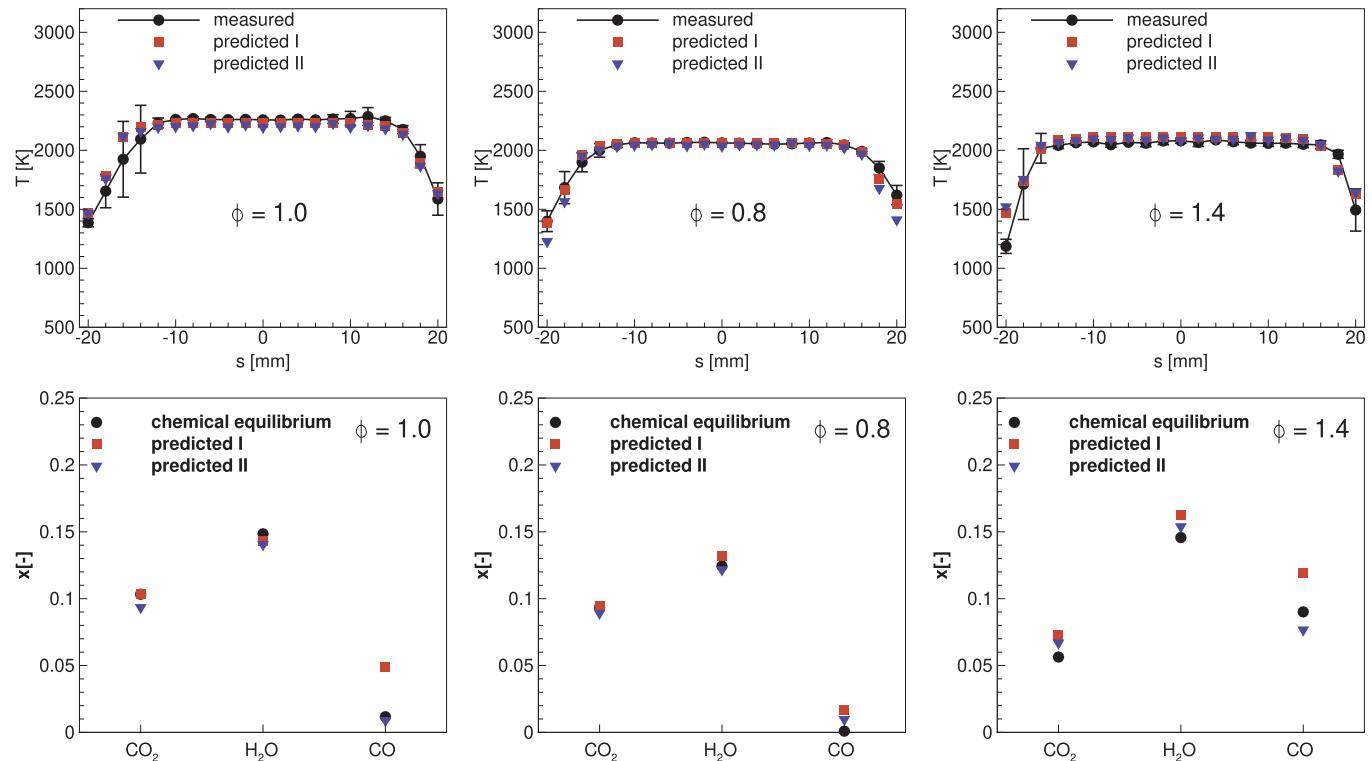 measured
predicted I
predicted II
3000
2500
2000
1500
1000
500
T [K]
ϕ = 1.0
-20 -10 0 10 20
s [mm]
measured
predicted I
predicted II
3000
2500
2000
1500
1000
500
T [K]
ϕ = 0.8
-20 -10 0 10 20
s [mm]
measured
predicted I
predicted II
3000
2500
2000
1500
1000
500
T [K]
ϕ = 1.4
-20 -10 0 10 20
s [mm]
0.25
0.2
0.15
0.1
0.05
0
x[-]
chemical equilibrium
predicted I
predicted II
ϕ = 1.0
CO₂ H₂O CO
0.25
0.2
0.15
0.1
0.05
0
x[-]
chemical equilibrium
predicted I
predicted II
ϕ = 0.8
CO₂ H₂O CO
0.25
0.2
0.15
0.1
0.05
0
x[-]
chemical equilibrium
predicted I
predicted II
ϕ = 1.4
CO₂ H₂O CO